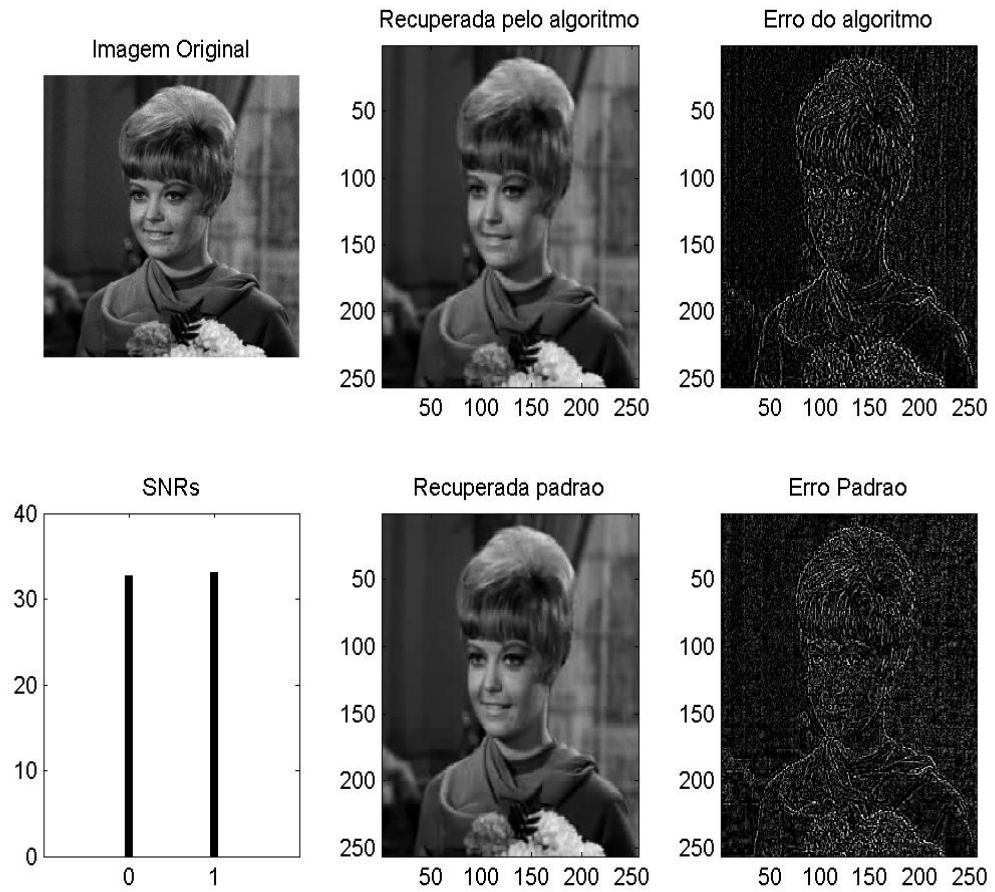 Imagem Original
Recuperada pelo algoritmo
50
100
150
200
250
50 100 150 200 250
Erro do algoritmo
50
100
150
200
250
50 100 150 200 250
SNRs
40
30
20
10
0
0 1
Recuperada padrao
50
100
150
200
250
50 100 150 200 250
Erro Padrao
50
100
150
200
250
50 100 150 200 250